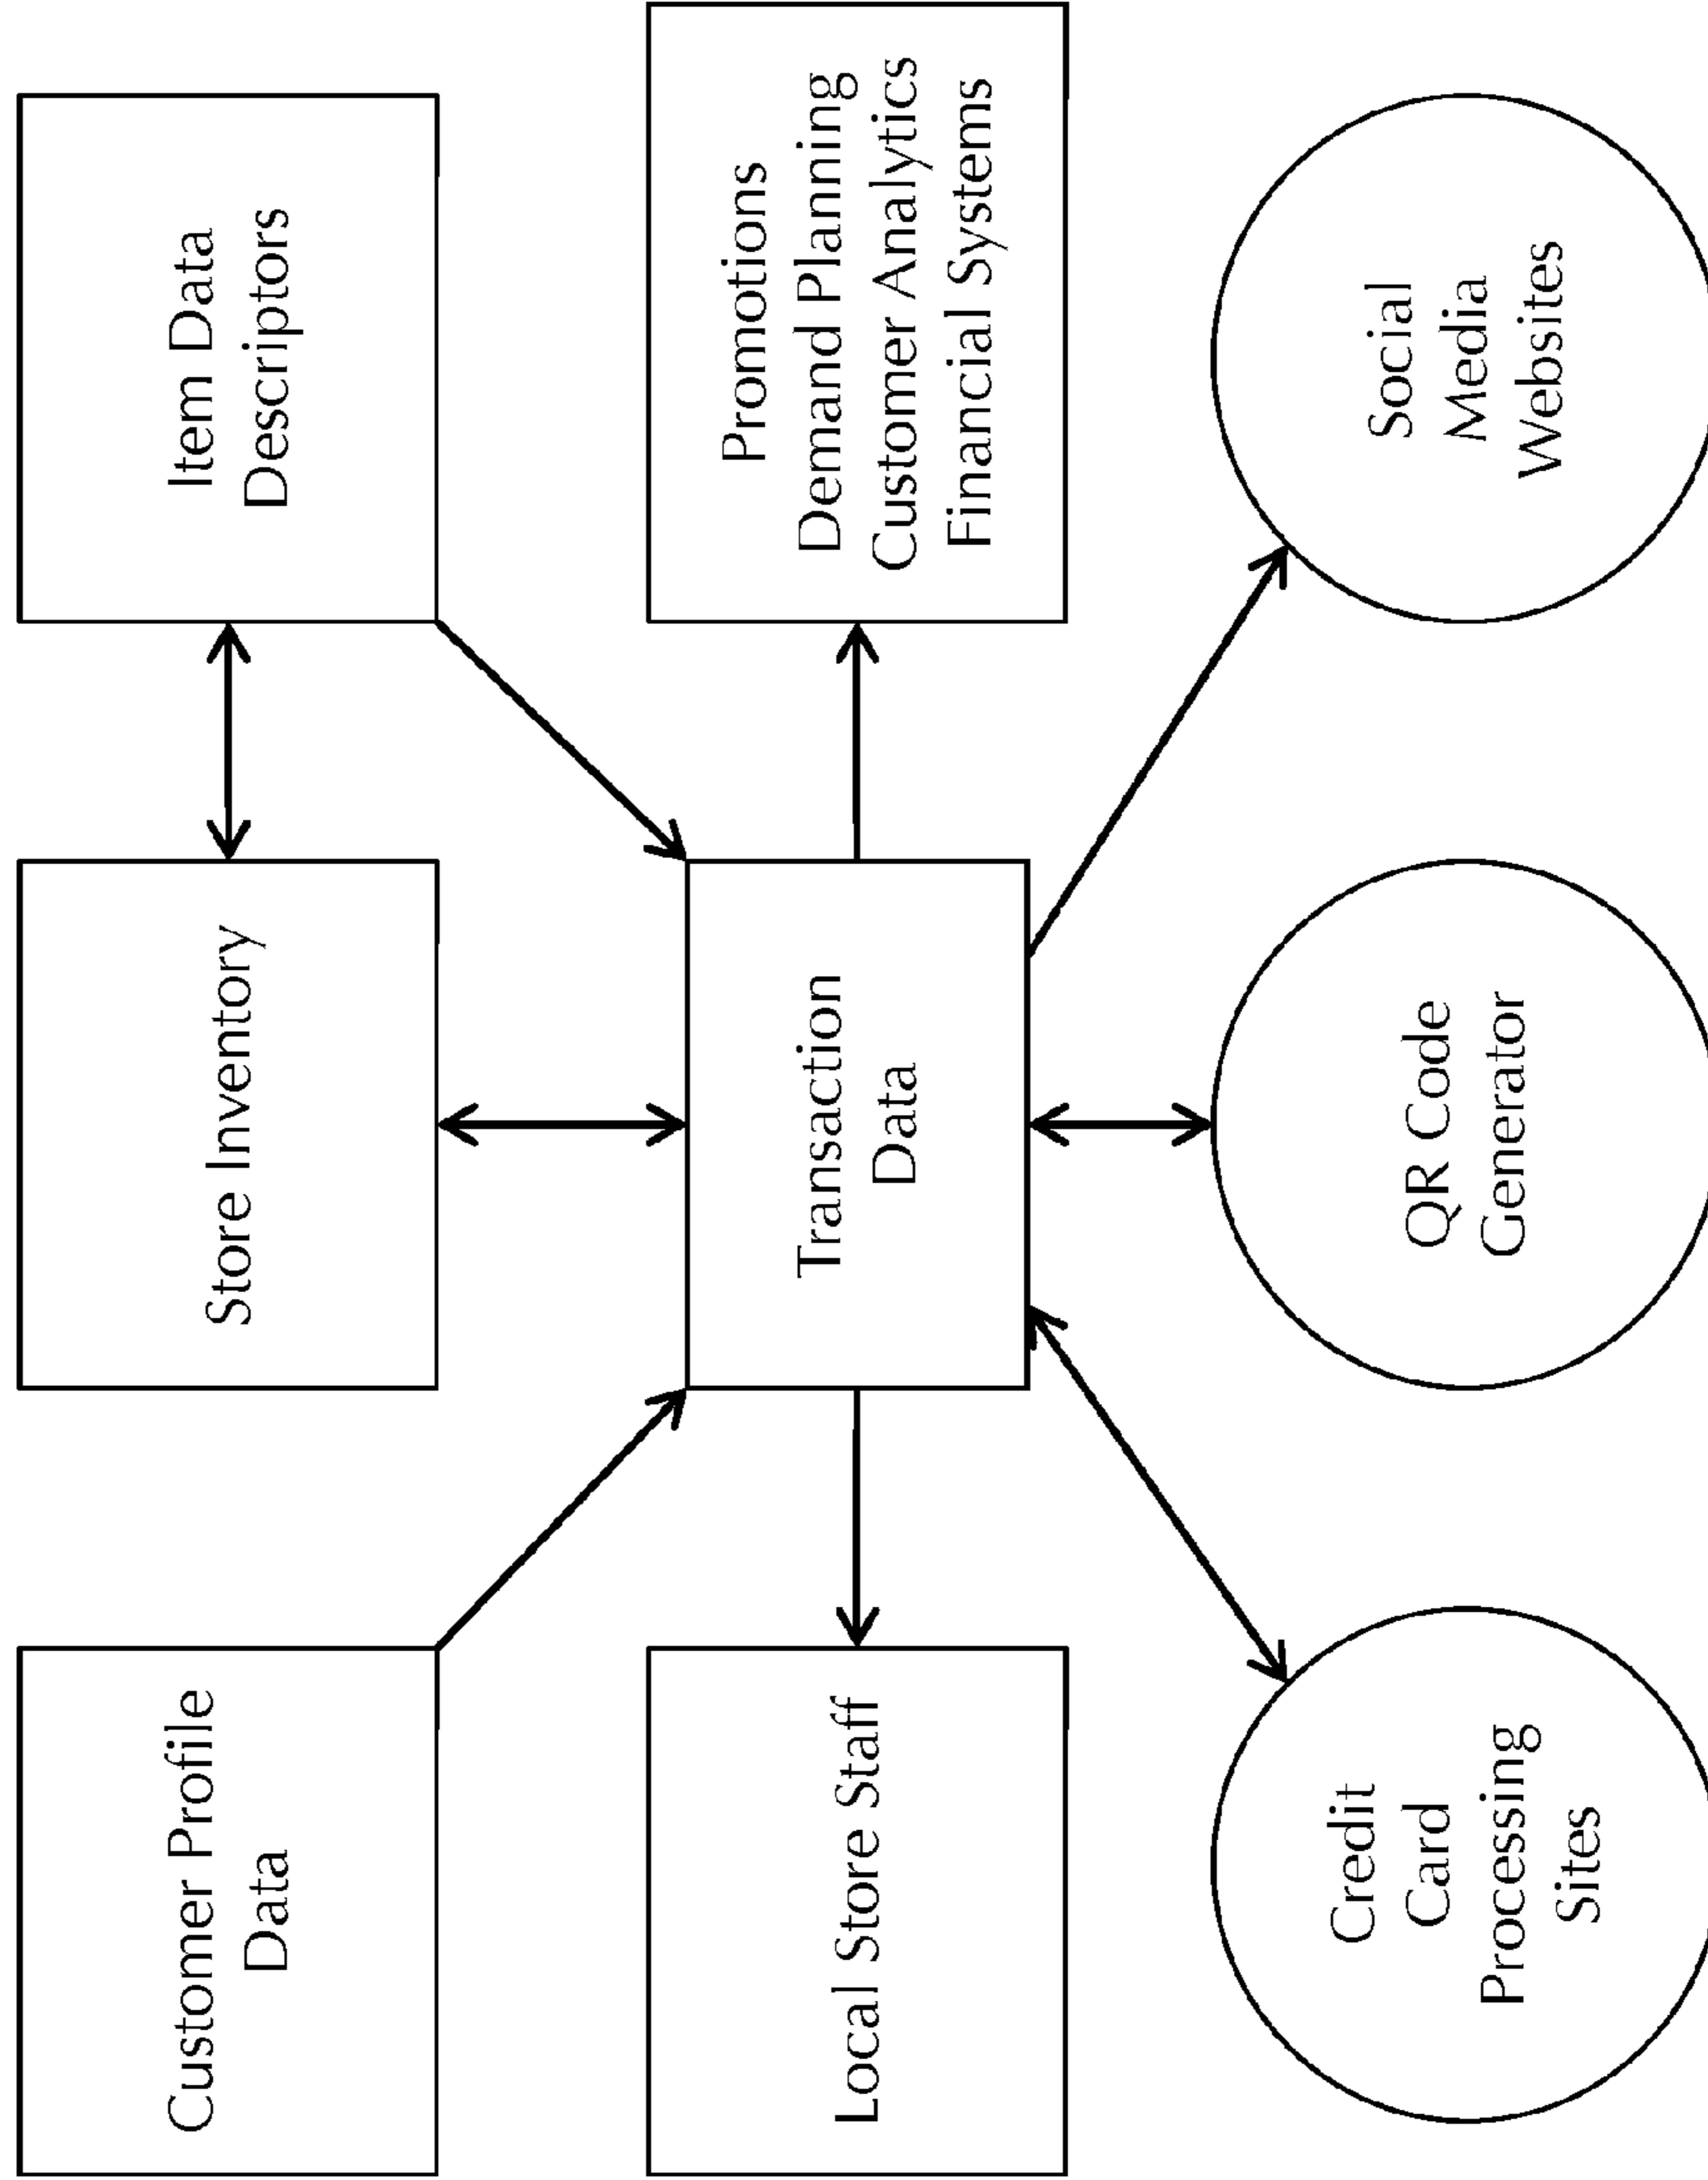 Customer Profile
Data
Store Inventory
Item Data
Descriptors
Local Store Staff
Transaction
Data
Promotions
Demand Planning
Customer Analytics
Financial Systems
Credit
Card
Processing
Sites
QR Code
Generator
Social
Media
Websites